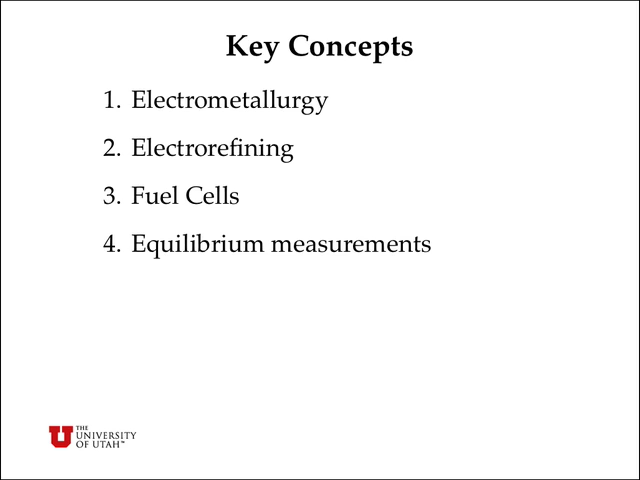 Key Concepts
1. Electrometallurgy
2. Electrorefining
3. Fuel Cells
4. Equilibrium measurements
THE
UNIVERSITY
OF UTAH™